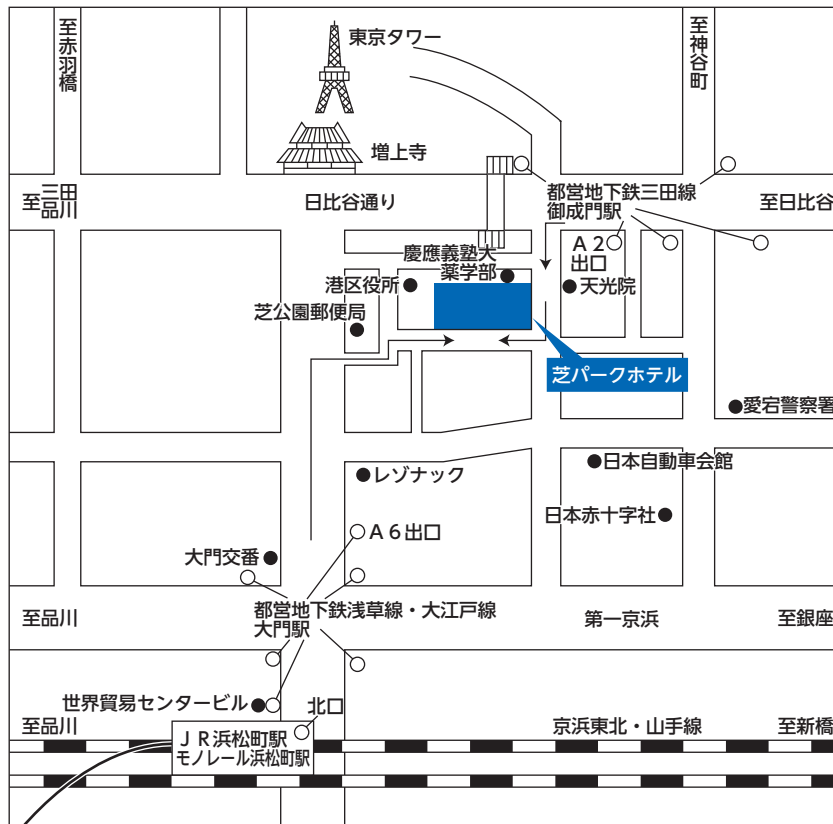 至赤羽橋
東京タワー
至神谷町
増上寺
至三田
品川
日比谷通り
都営地下鉄三田線
御成門駅
至日比谷
A2
出口
慶應義塾大
薬学部
港区役所
天光院
芝公園郵便局
芝パークホテル
愛宕警察署
レゾナック
日本自動車会館
日本赤十字社
A6出口
大門交番
至品川
都営地下鉄浅草線・大江戸線
大門駅
第一京浜
至銀座
世界貿易センタービル
北口
至品川
JR浜松町駅
モノレール浜松町駅
京浜東北・山手線
至新橋